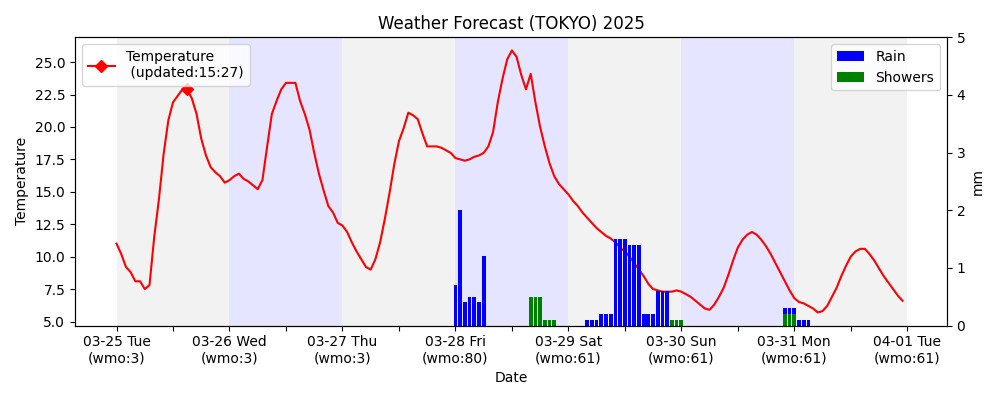 Weather Forecast (TOKYO) 2025
Temperature
(updated:15:27)
Rain
Showers
Temperature
25.0
22.5
20.0
17.5
15.0
12.5
10.0
7.5
5.0
5
4
3
2
1
0
mm
03-25 Tue
(wmo:3)
03-26 Wed
(wmo:3)
03-27 Thu
(wmo:3)
03-28 Fri
(wmo:80)
03-29 Sat
(wmo:61)
03-30 Sun
(wmo:61)
03-31 Mon
(wmo:61)
04-01 Tue
(wmo:61)
Date